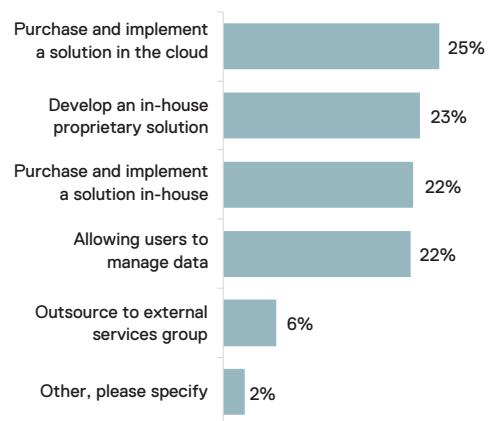 Purchase and implement
a solution in the cloud
25%
Develop an in-house
proprietary solution
23%
Purchase and implement
a solution in-house
22%
Allowing users to
manage data
22%
Outsource to external
services group
6%
Other, please specify
2%